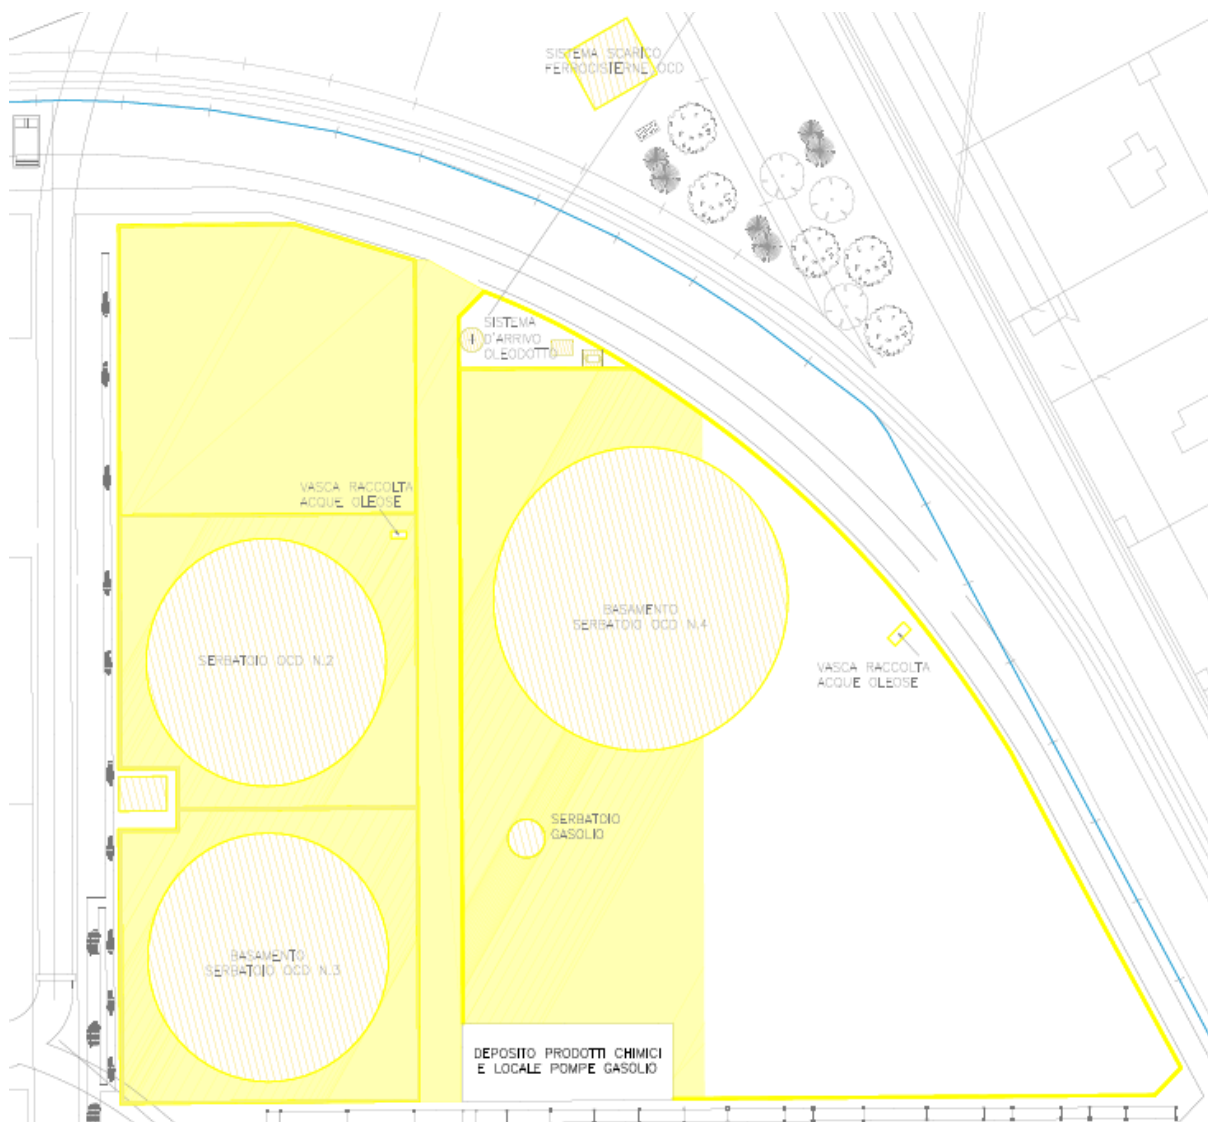 SISTEMA SCARICO
FERROCISTERNE OCD
SISTEMA
D'ARRIVO
OLEODOTTO
VASCA RACCOLTA
ACQUE OLEOSE
BASAMENTO
SERBATOIO OCD N.4
SERBATOIO OCD N.2
VASCA RACCOLTA
ACQUE OLEOSE
SERBATOIO
GASOLIO
BASAMENTO
SERBATOIO OCD N.3
DEPOSITO PRODOTTI CHIMICI
E LOCALE POMPE GASOLIO